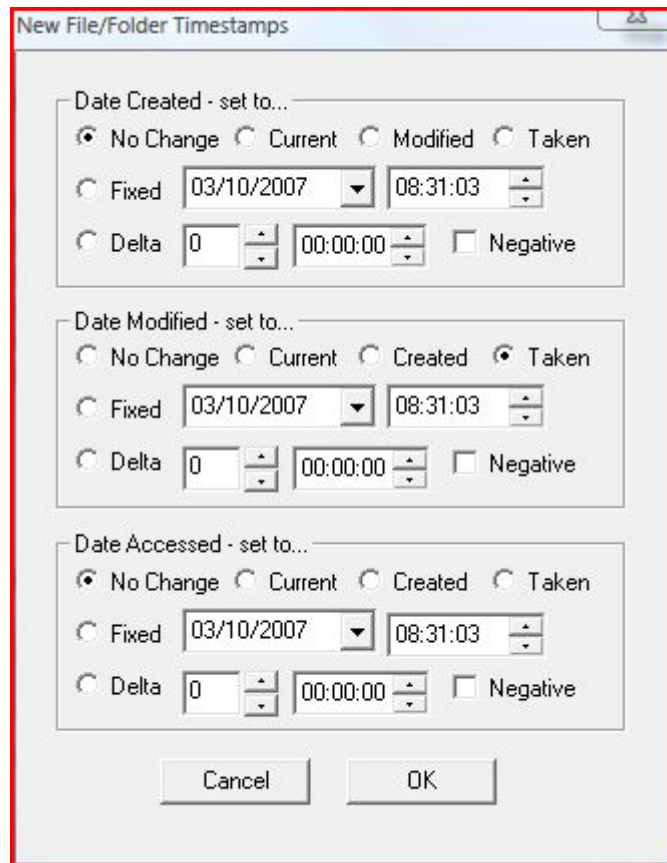 New File/Folder Timestamps
Date Created - set to...
No Change Current Modified Taken
Fixed 03/10/2007 08:31:03
Delta 0 00:00:00 Negative
Date Modified - set to...
No Change Current Created Taken
Fixed 03/10/2007 08:31:03
Delta 0 00:00:00 Negative
Date Accessed - set to...
No Change Current Created Taken
Fixed 03/10/2007 08:31:03
Delta 0 00:00:00 Negative
Cancel OK